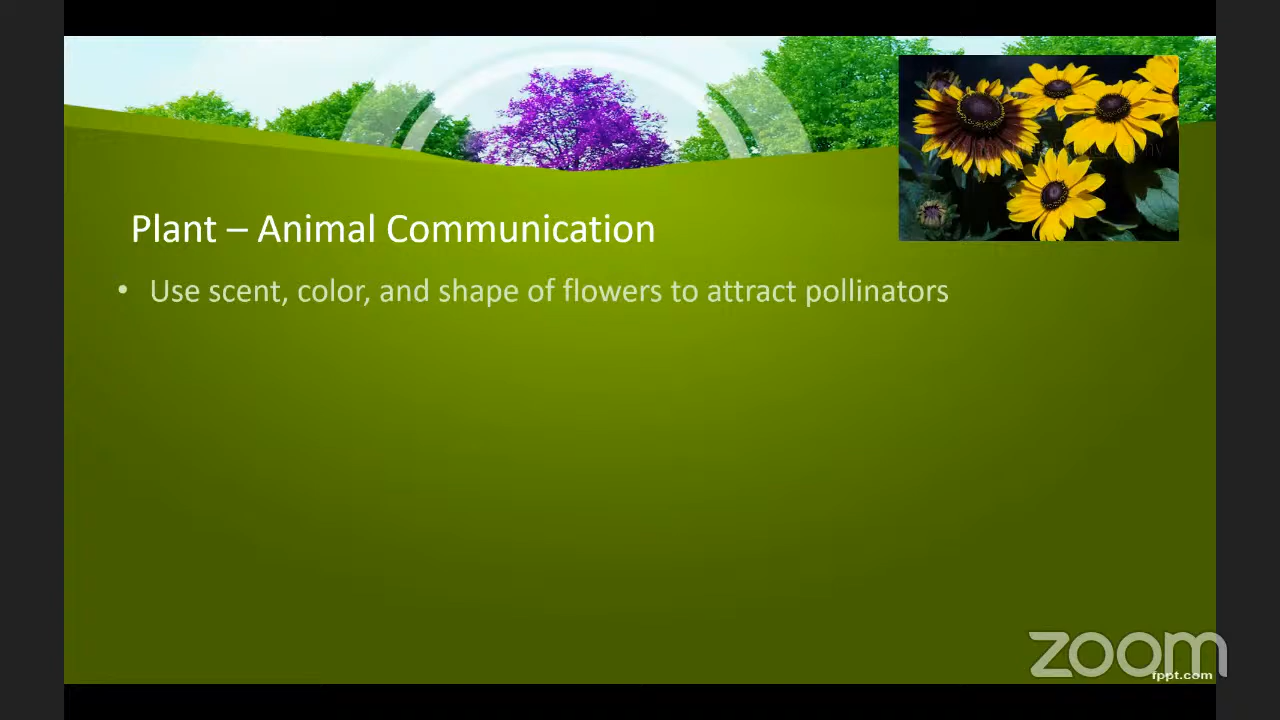 Plant – Animal Communication
• Use scent, color, and shape of flowers to attract pollinators
zoom
fppt.com